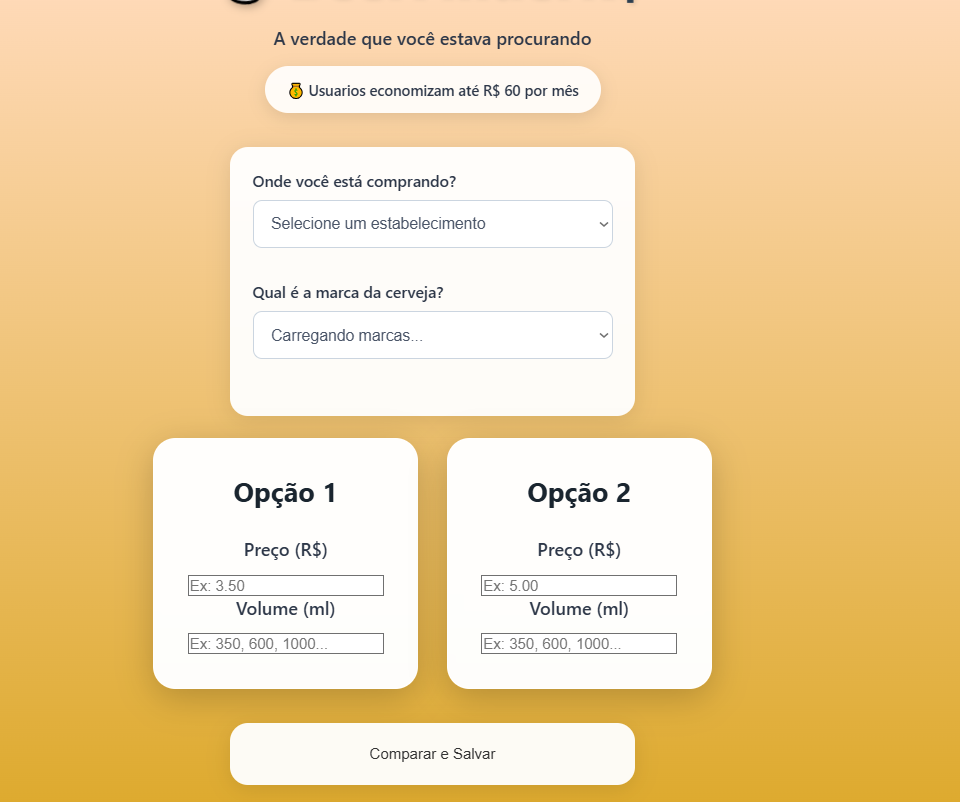 A verdade que você estava procurando
💰 Usuarios economizam até R$ 60 por mês
Onde você está comprando?
Selecione um estabelecimento
Qual é a marca da cerveja?
Carregando marcas...
Opção 1
Preço (R$)
Ex: 3.50
Volume (ml)
Ex: 350, 600, 1000...
Opção 2
Preço (R$)
Ex: 5.00
Volume (ml)
Ex: 350, 600, 1000...
Comparar e Salvar